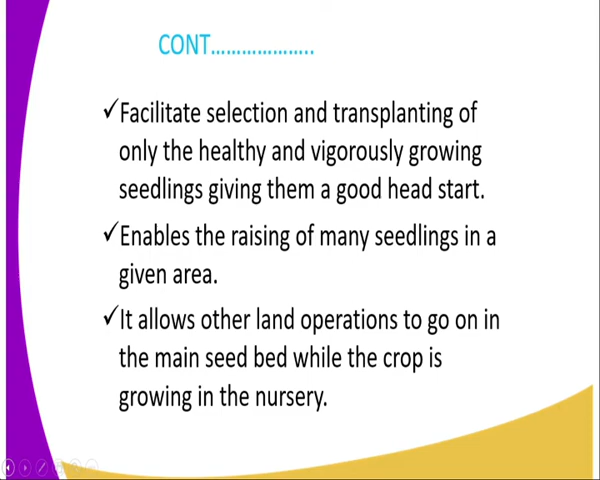 CONT………………..
✓Facilitate selection and transplanting of
only the healthy and vigorously growing
seedlings giving them a good head start.
✓Enables the raising of many seedlings in a
given area.
✓It allows other land operations to go on in
the main seed bed while the crop is
growing in the nursery.